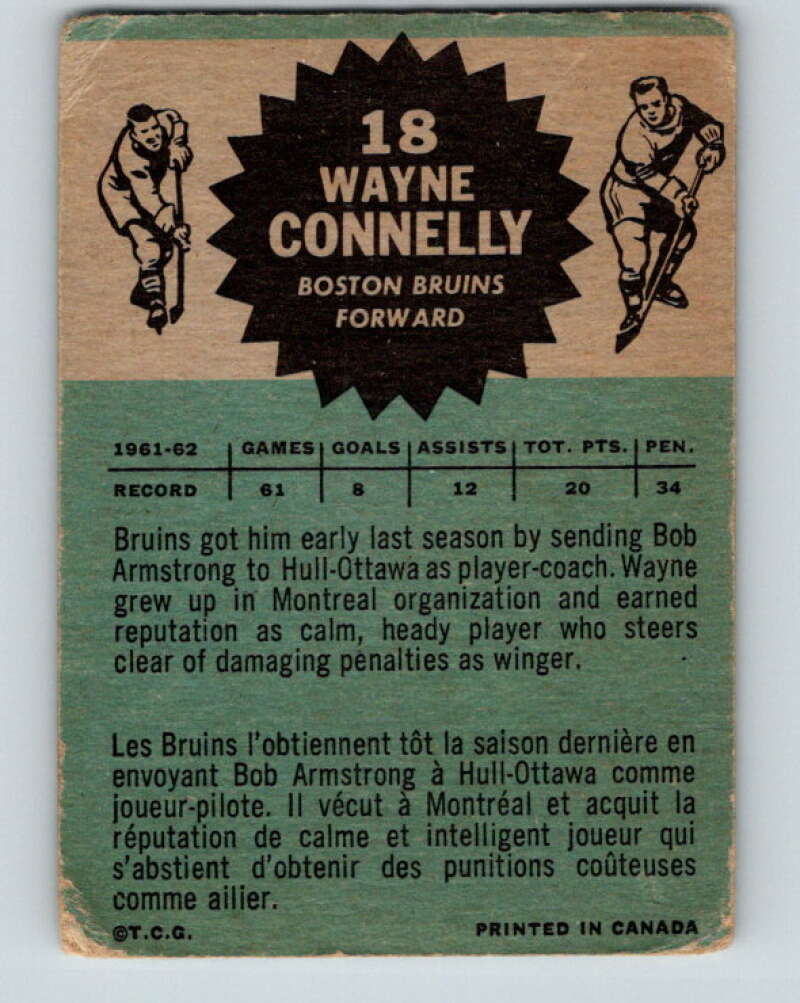 18
WAYNE
CONNELLY
BOSTON BRUINS
FORWARD
1961-62 GAMES GOALS ASSISTS TOT. PTS. PEN.
RECORD 61 8 12 20 34
Bruins got him early last season by sending Bob
Armstrong to Hull-Ottawa as player-coach. Wayne
grew up in Montreal organization and earned
reputation as calm, heady player who steers
clear of damaging penalties as winger.
Les Bruins l'obtiennent tôt la saison dernière en
envoyant Bob Armstrong à Hull-Ottawa comme
joueur-pilote. Il vécut à Montréal et acquit la
réputation de calme et intelligent joueur qui
s'abstient d'obtenir des punitions coûteuses
comme ailier.
©T.C.G. PRINTED IN CANADA